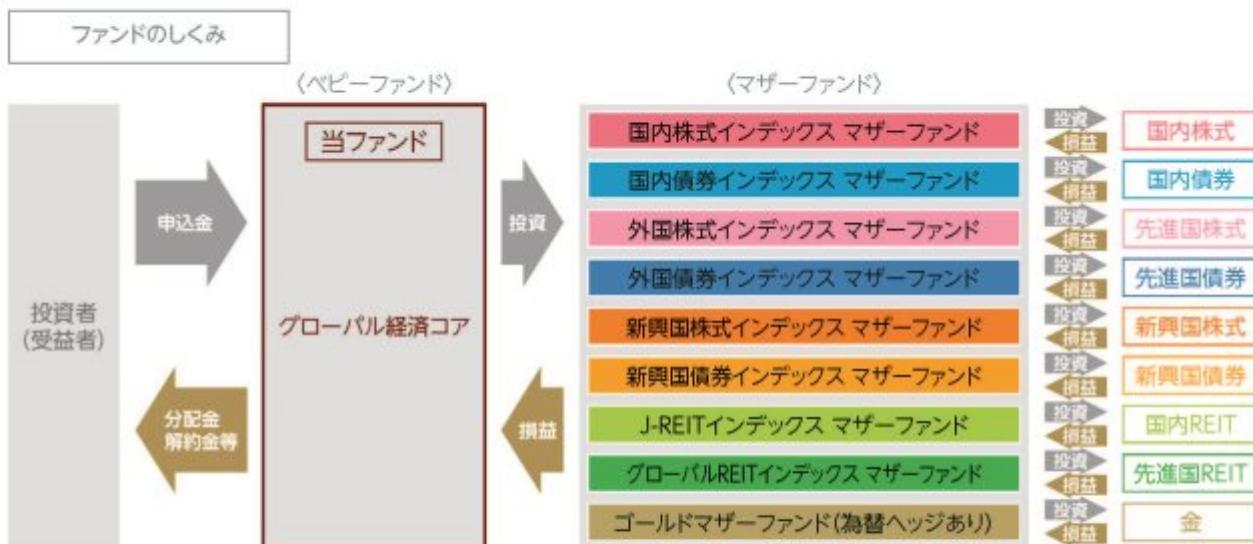 ファンドのしくみ
〈ベビーファンド〉
〈マザーファンド〉
投資者
(受益者)
申込金
分配金
解約金等
当ファンド
グローバル経済コア
投資
損益
国内株式インデックス マザーファンド
投資
損益
国内株式
国内債券インデックス マザーファンド
投資
損益
国内債券
外国株式インデックス マザーファンド
投資
損益
先進国株式
外国債券インデックス マザーファンド
投資
損益
先進国債券
新興国株式インデックス マザーファンド
投資
損益
新興国株式
新興国債券インデックス マザーファンド
投資
損益
新興国債券
J-REITインデックス マザーファンド
投資
損益
国内REIT
グローバルREITインデックス マザーファンド
投資
損益
先進国REIT
ゴールドマザーファンド(為替ヘッジあり)
投資
損益
金